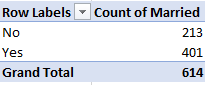 Row Labels Count of Married
No 213
Yes 401
Grand Total 614